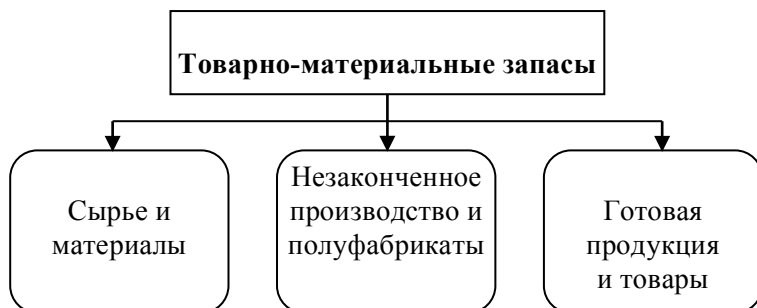 Товарно-материальные запасы
Сырье и
материалы
Незаконченное
производство и
полуфабрикаты
Готовая
продукция
и товары